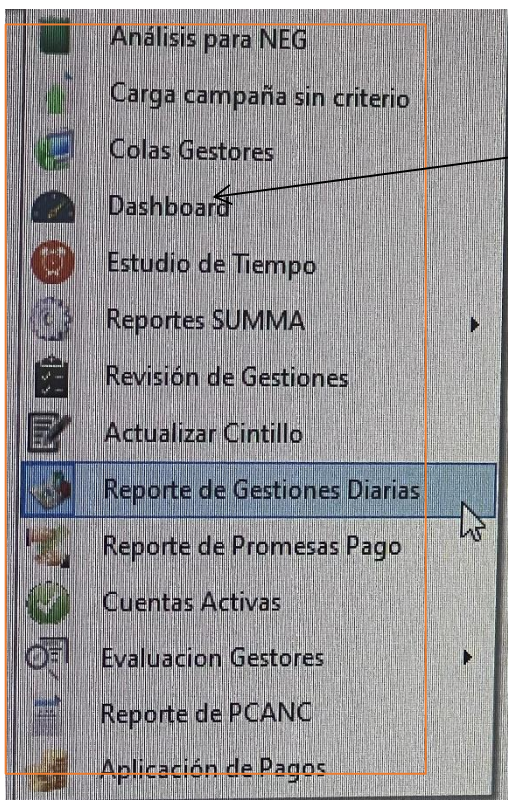 Análisis para NEG
Carga campaña sin criterio
Colas Gestores
Dashboard
Estudio de Tiempo
Reportes SUMMA
Revisión de Gestiones
Actualizar Cintillo
Reporte de Gestiones Diarias
Reporte de Promesas Pago
Cuentas Activas
Evaluacion Gestores
Reporte de PCANC
Aplicación de Pagos